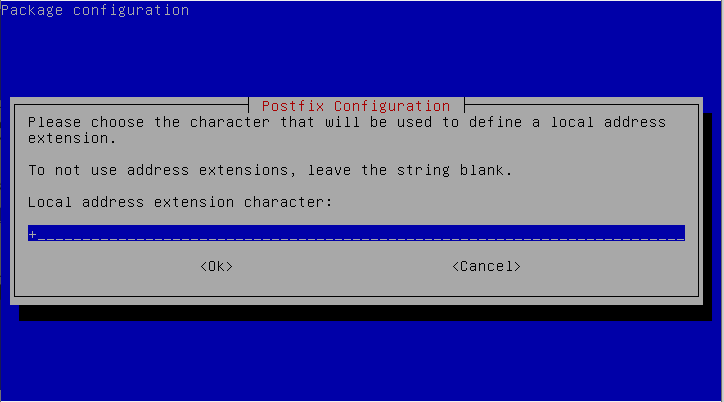 Package configuration
Postfix Configuration
Please choose the character that will be used to define a local address
extension.
To not use address extensions, leave the string blank.
Local address extension character:
+_______________________________________________________________________
<Ok>
<Cancel>